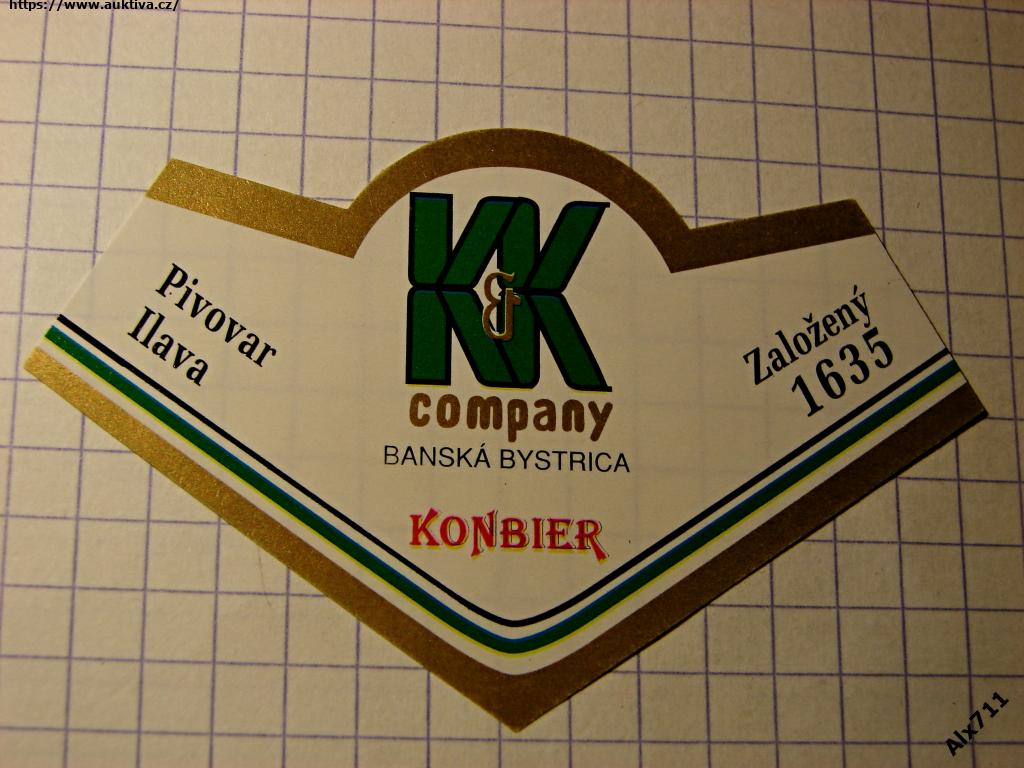 https://www.auktiva.cz/
K&K
company
BANSKÁ BYSTRICA
Pivovar
Ilava
Založený
1635
KONBIER
Alx711